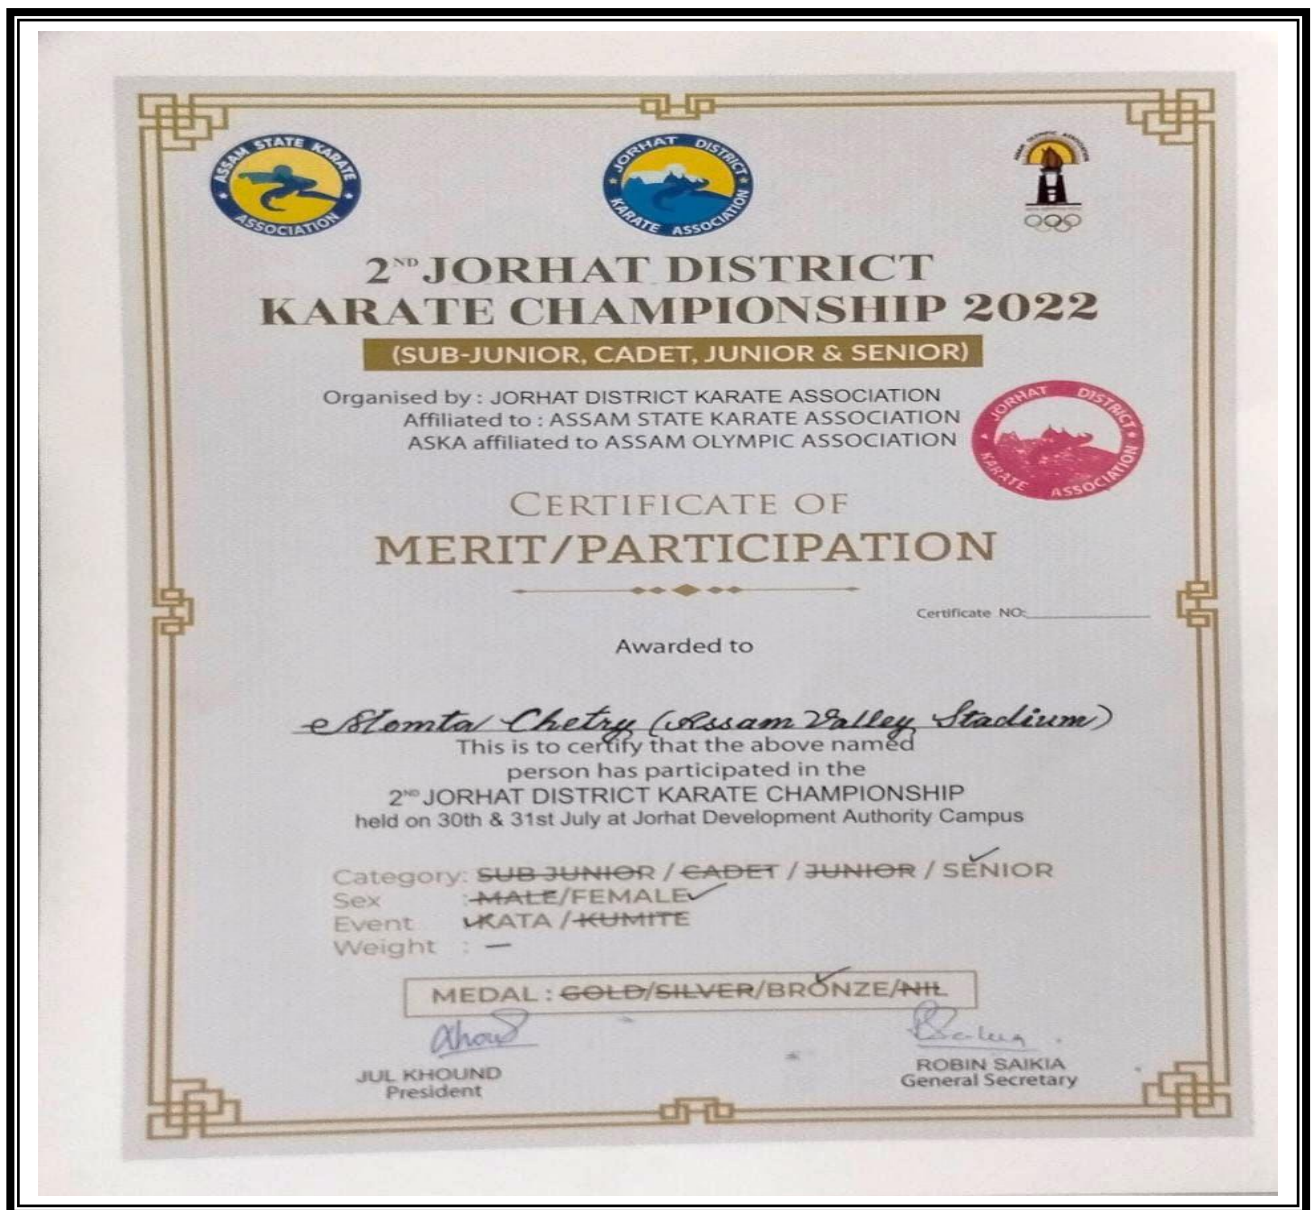 ASSAM STATE KARATE ASSOCIATION
JORHAT DISTRICT KARATE ASSOCIATION
ASSAM OLYMPIC ASSOCIATION
2ND JORHAT DISTRICT
KARATE CHAMPIONSHIP 2022
(SUB-JUNIOR, CADET, JUNIOR & SENIOR)
Organised by : JORHAT DISTRICT KARATE ASSOCIATION
Affiliated to : ASSAM STATE KARATE ASSOCIATION
ASKA affiliated to ASSAM OLYMPIC ASSOCIATION
JORHAT DISTRICT KARATE ASSOCIATION
CERTIFICATE OF
MERIT/PARTICIPATION
Certificate NO:
Awarded to
Momta Chetry (Assam Valley Stadium)
This is to certify that the above named
person has participated in the
2ND JORHAT DISTRICT KARATE CHAMPIONSHIP
held on 30th & 31st July at Jorhat Development Authority Campus
Category: SUB JUNIOR / CADET / JUNIOR / SENIOR
Sex : MALE/FEMALE
Event KATA / KUMITE
Weight : —
MEDAL : GOLD/SILVER/BRONZE/NIL
JUL KHOUND
President
ROBIN SAIKIA
General Secretary